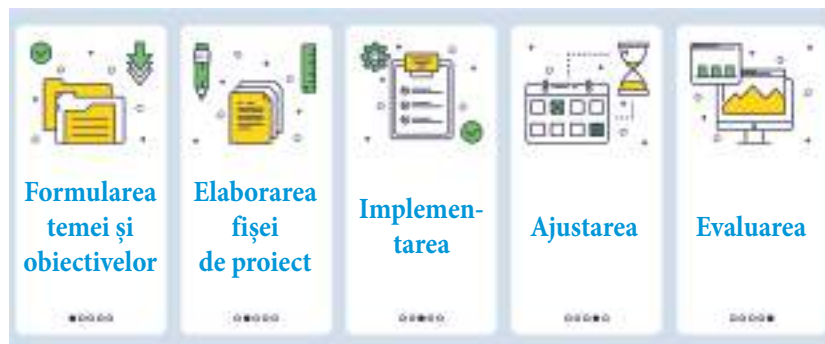 Formularea
temei și
obiectivelor
Elaborarea
fișei
de proiect
Implemen-
tarea
Ajustarea
Evaluarea